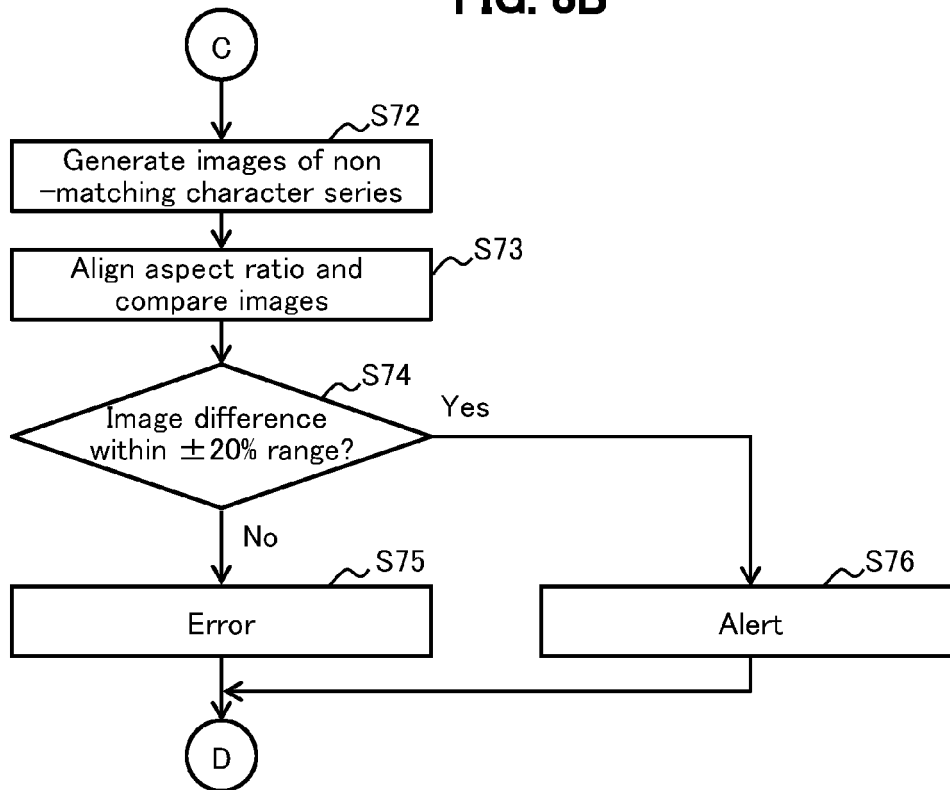 FIG.
C
S72
Generate images of non
-matching character series
S73
Align aspect ratio and
compare images
S74
Image difference
within ±20% range?
Yes
No
S75
Error
S76
Alert
D